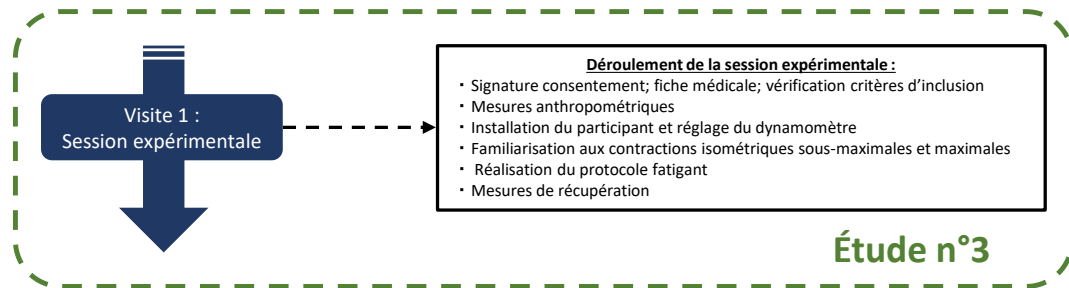 Visite 1 :
Session expérimentale
Déroulement de la session expérimentale :
· Signature consentement; fiche médicale; vérification critères d'inclusion
· Mesures anthropométriques
· Installation du participant et réglage du dynamomètre
· Familiarisation aux contractions isométriques sous-maximales et maximales
· Réalisation du protocole fatigant
· Mesures de récupération
Étude n°3